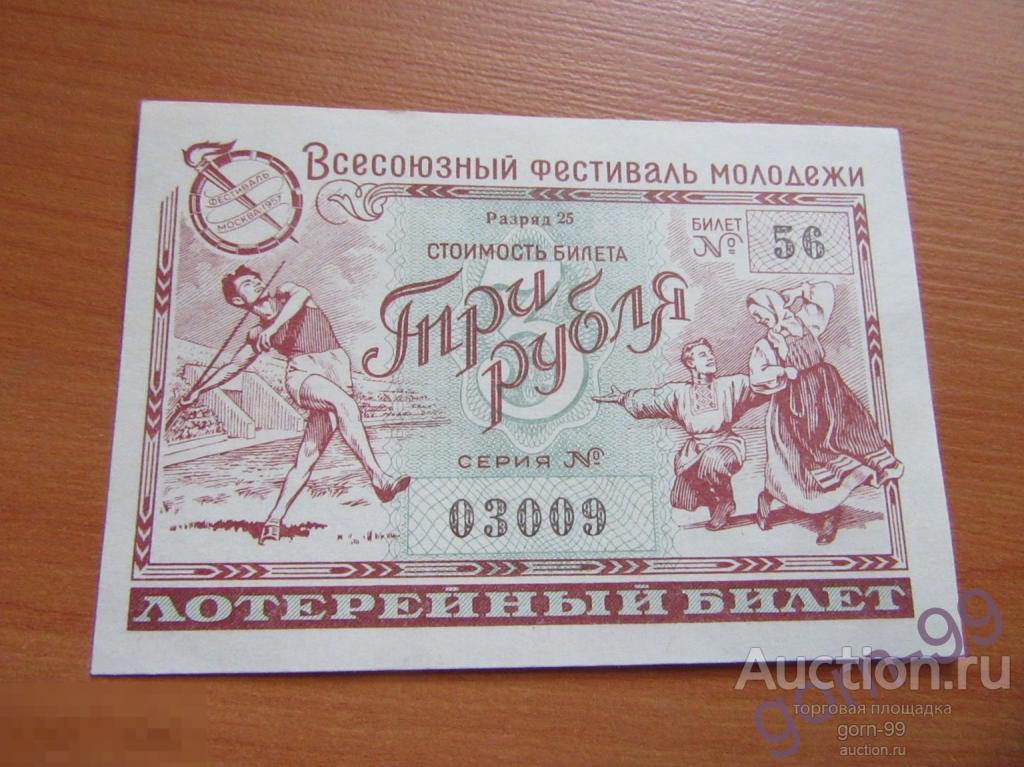 Всесоюзный фестиваль молодежи
ФЕСТИВАЛЬ
МОСКВА 1957
Разряд 25
СТОИМОСТЬ БИЛЕТА
3
Три рубля
БИЛЕТ
№ 56
СЕРИЯ №
03009
ЛОТЕРЕЙНЫЙ БИЛЕТ
gorn-99
Auction.ru
торговая площадка
gorn-99
auction.ru